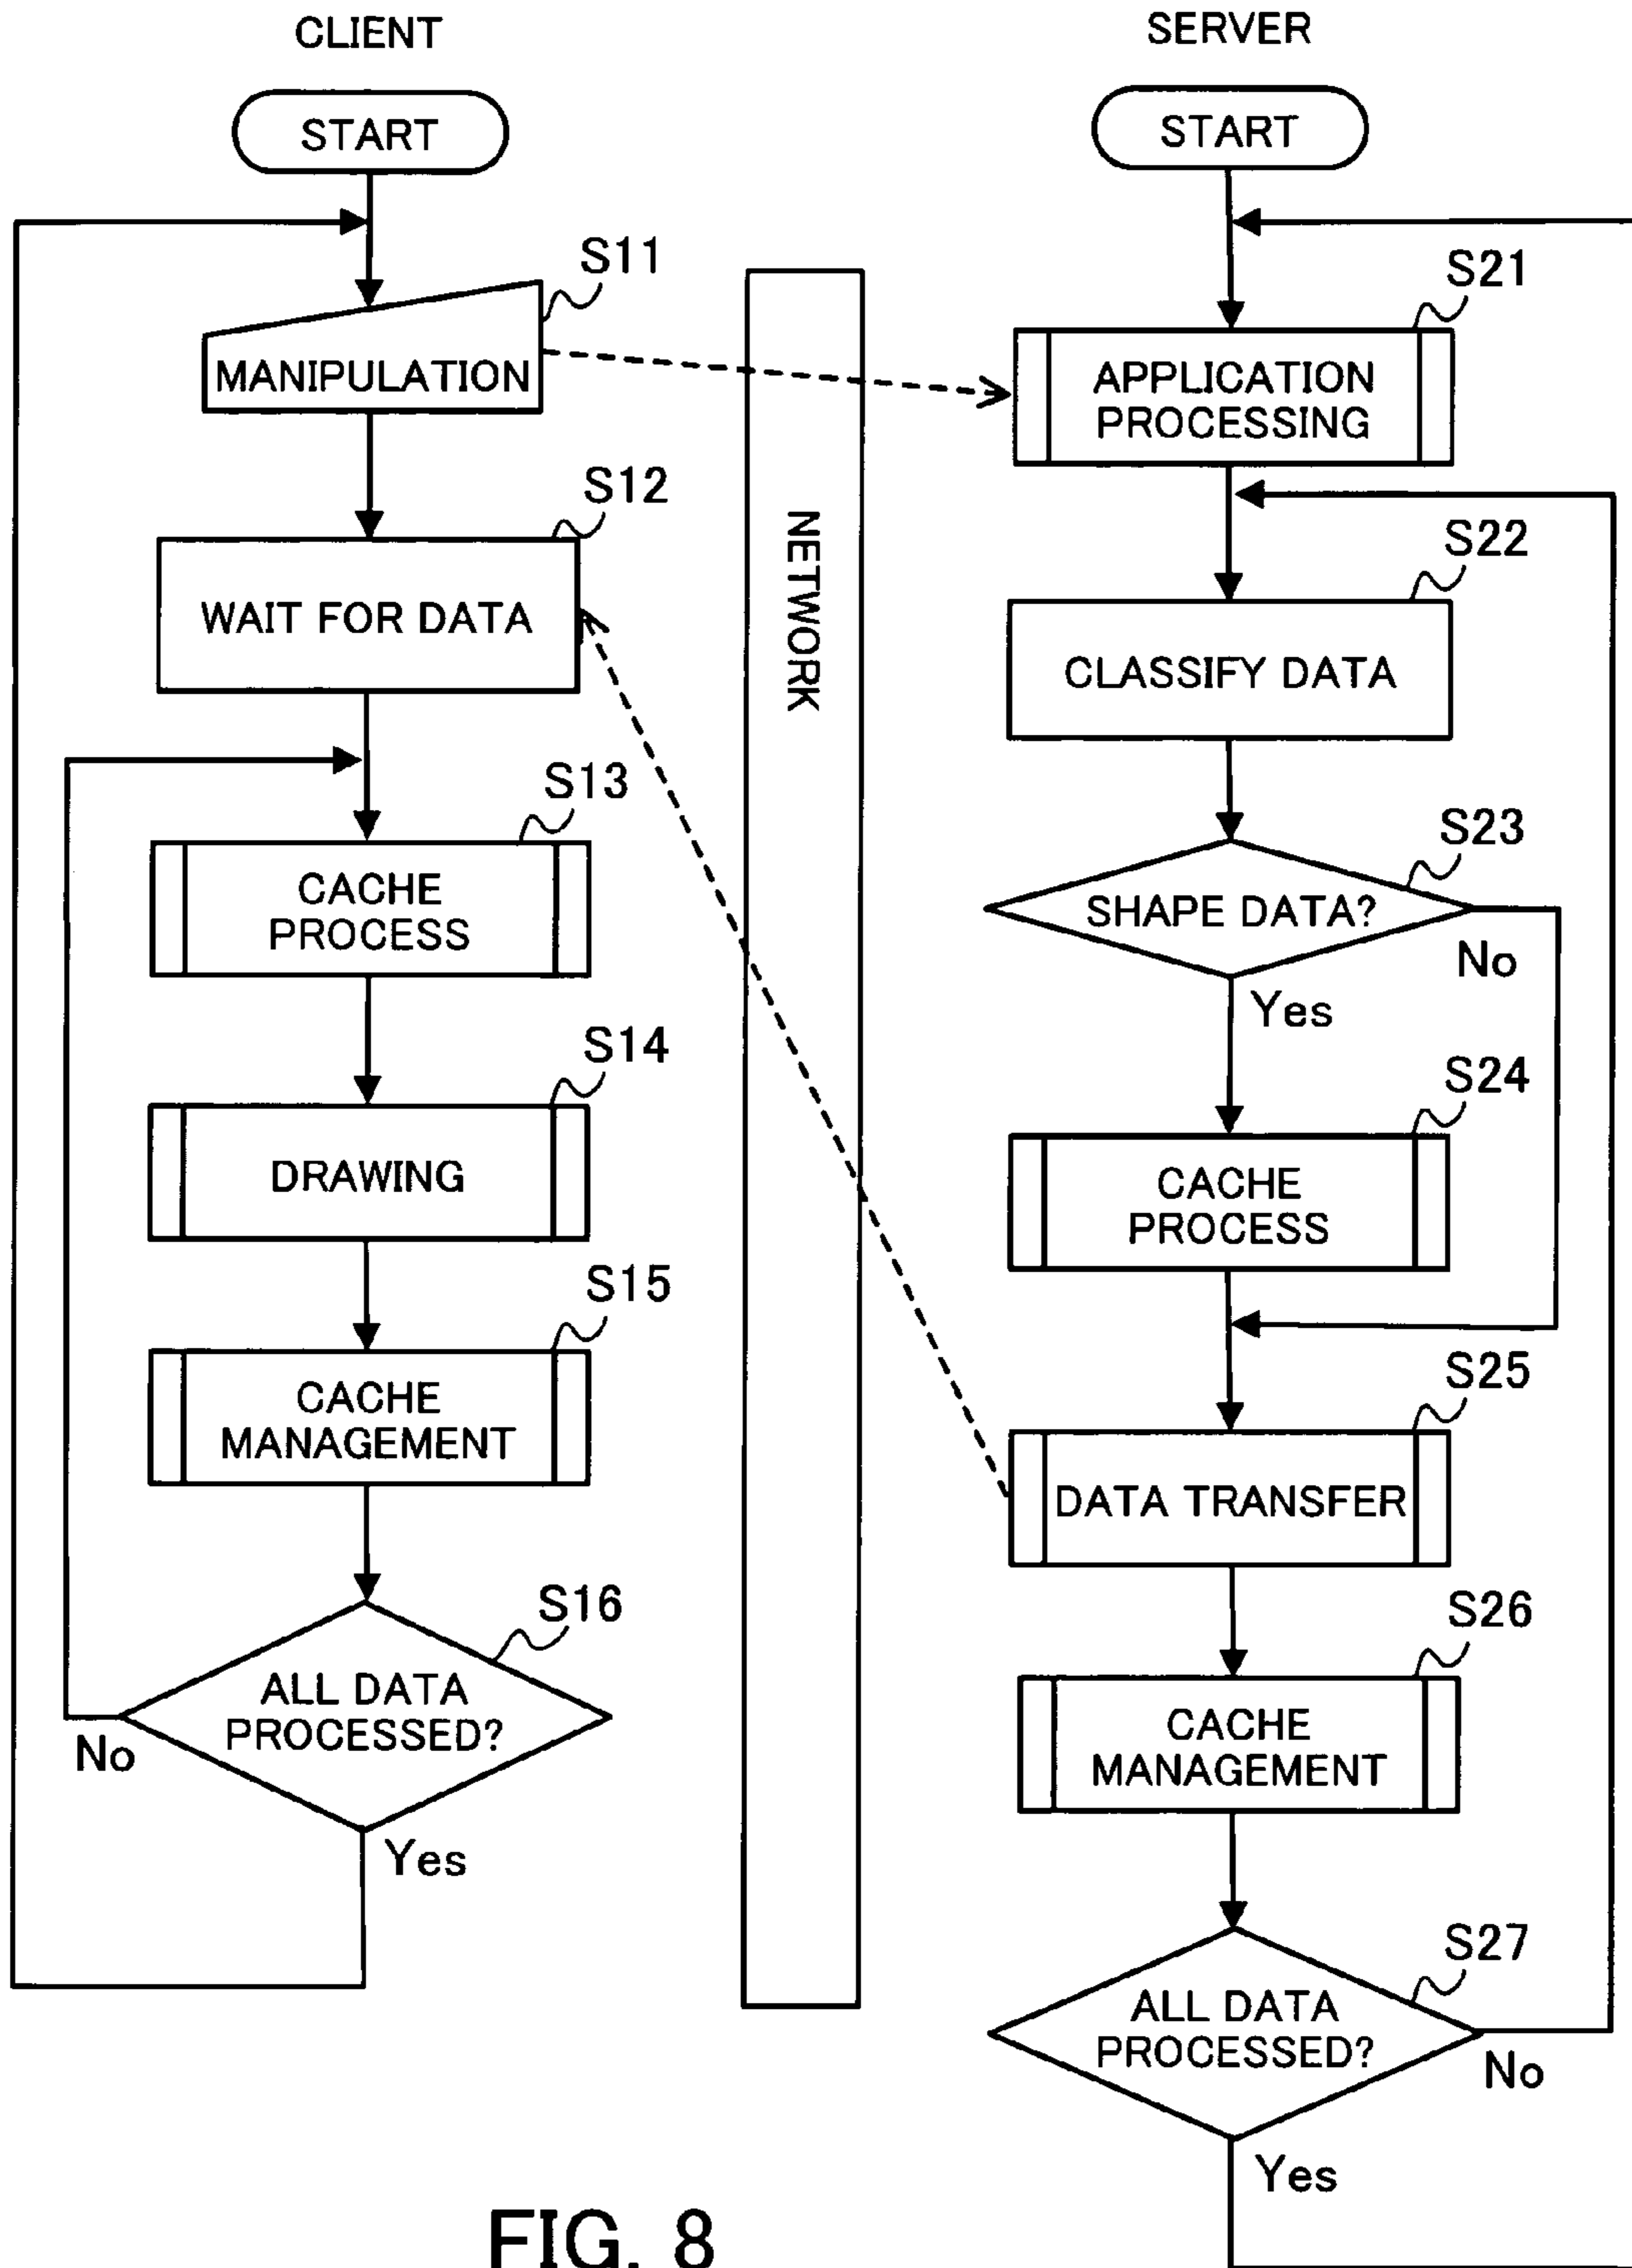 CLIENT
START
S11
MANIPULATION
S12
WAIT FOR DATA
S13
CACHE
PROCESS
S14
DRAWING
S15
CACHE
MANAGEMENT
S16
ALL DATA
PROCESSED?
No
Yes
NETWORK
SERVER
START
S21
APPLICATION
PROCESSING
S22
CLASSIFY DATA
S23
SHAPE DATA?
No
Yes
S24
CACHE
PROCESS
S25
DATA TRANSFER
S26
CACHE
MANAGEMENT
S27
ALL DATA
PROCESSED?
No
Yes
FIG. 8